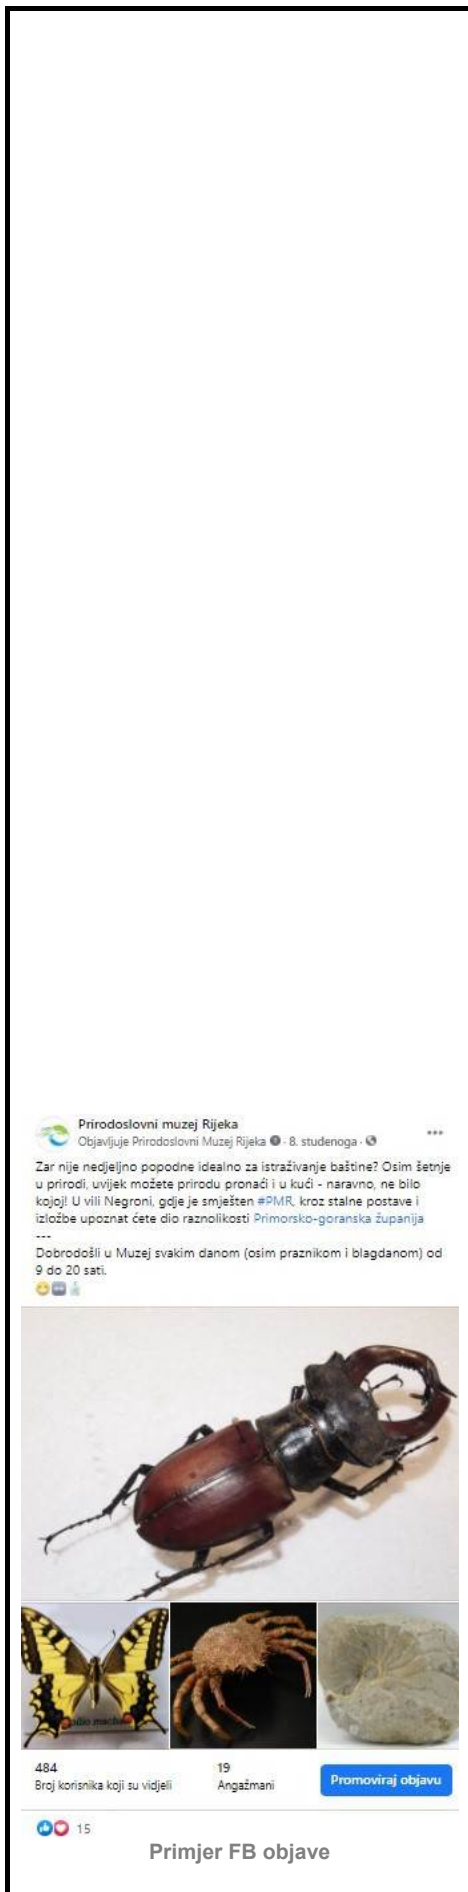 Prirodoslovni muzej Rijeka
Objavljuje Prirodoslovni Muzej Rijeka · 8. studenoga ·
Zar nije nedjeljno popodne idealno za istraživanje baštine? Osim šetnje
u prirodi, uvijek možete prirodu pronaći i u kući - naravno, ne bilo
kojoj! U vili Negroni, gdje je smješten #PMR, kroz stalne postave i
izložbe upoznat ćete dio raznolikosti Primorsko-goranska županija
---
Dobrodošli u Muzej svakim danom (osim praznikom i blagdanom) od
9 do 20 sati.
484
Broj korisnika koji su vidjeli
19
Angažmani
Promoviraj objavu
15
Primjer FB objave